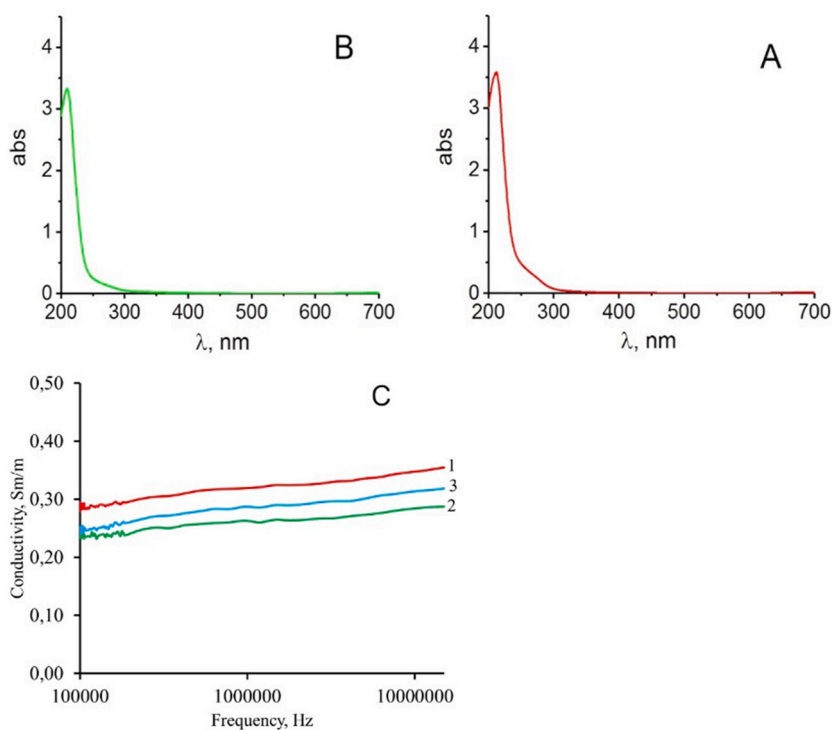 B
4
3
2
1
0
abs
200 300 400 500 600 700
λ, nm
A
4
3
2
1
0
abs
200 300 400 500 600 700
λ, nm
C
0,50
0,40
0,30
0,20
0,10
0,00
Conductivity, Sm/m
1
3
2
100000 1000000 10000000
Frequency, Hz